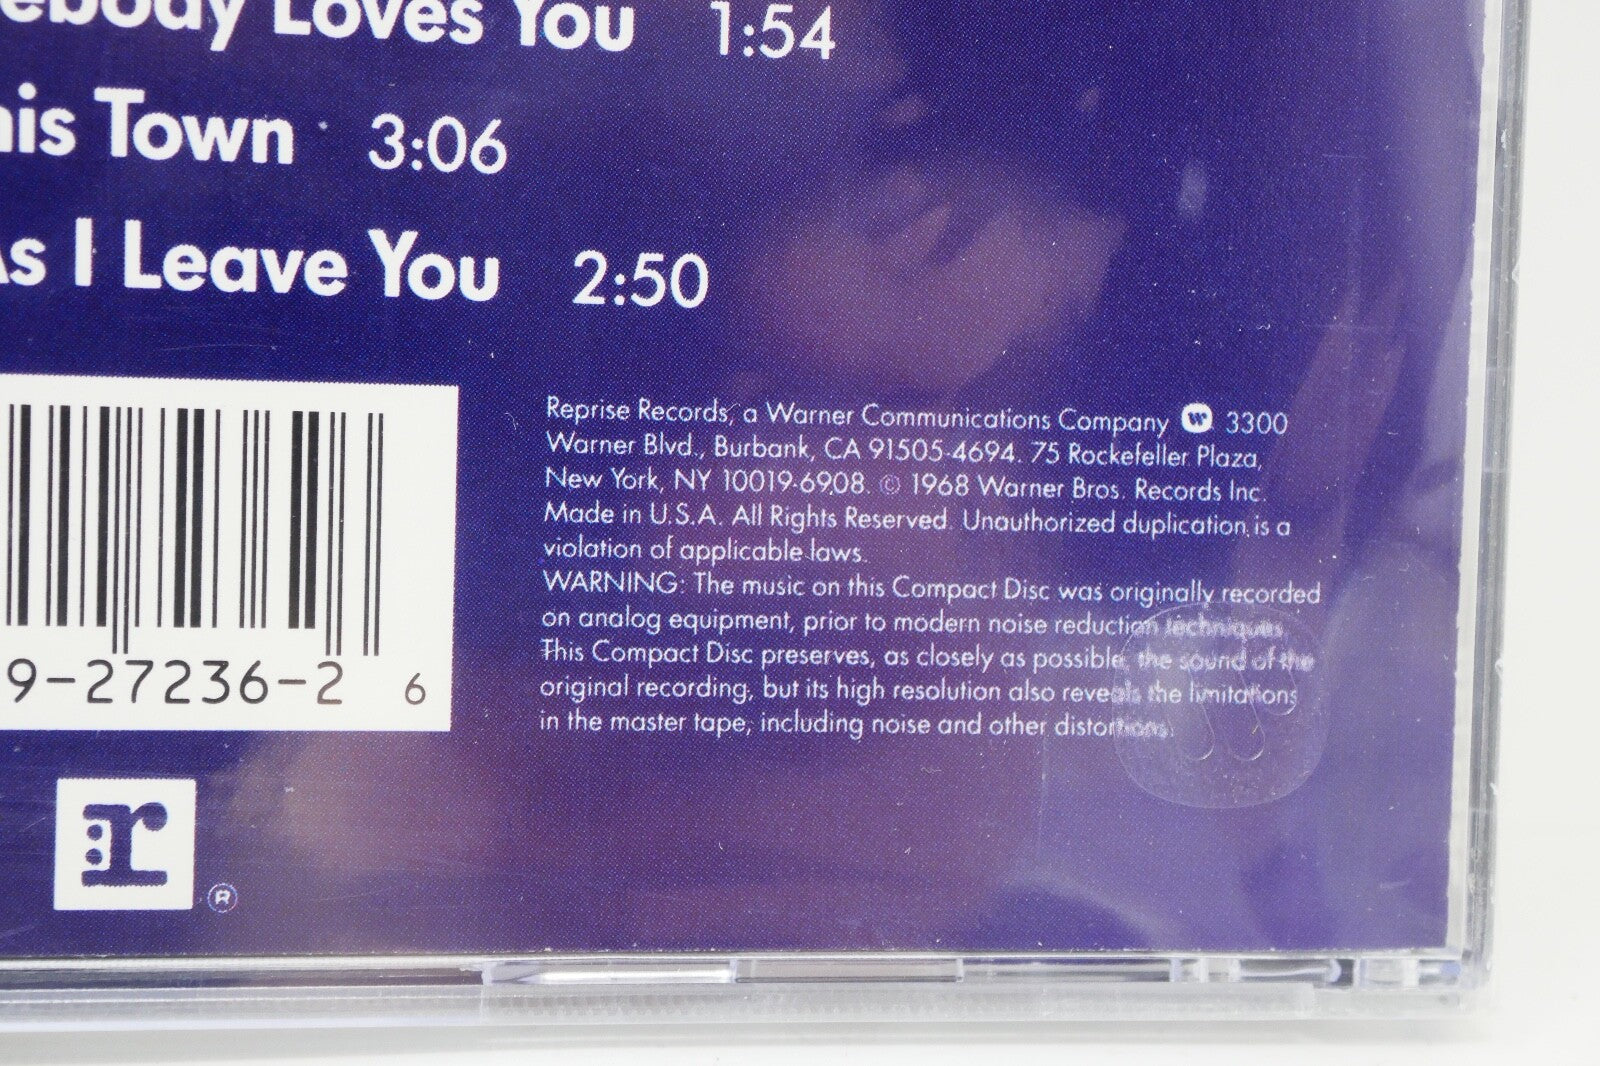 ebody Loves You 1:54
his Town 3:06
As I Leave You 2:50
9-27236-2 6
Reprise Records, a Warner Communications Company W 3300
Warner Blvd., Burbank, CA 91505-4694. 75 Rockefeller Plaza,
New York, NY 10019-6908. © 1968 Warner Bros. Records Inc.
Made in U.S.A. All Rights Reserved. Unauthorized duplication is a
violation of applicable laws.
WARNING: The music on this Compact Disc was originally recorded
on analog equipment, prior to modern noise reduction techniques.
This Compact Disc preserves, as closely as possible, the sound of the
original recording, but its high resolution also reveals the limitations
in the master tape, including noise and other distortions.
:r
®